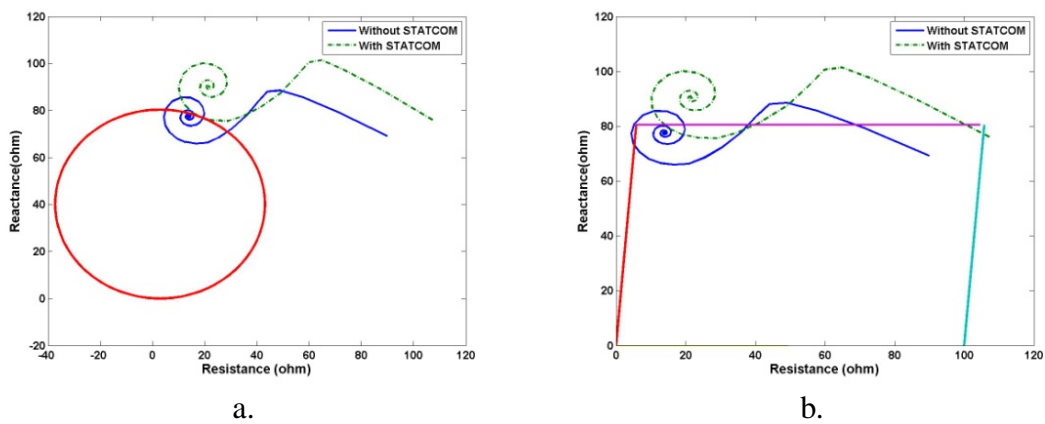 120
100
80
60
40
20
0
-20
-40 -20 0 20 40 60 80 100 120
Reactance(ohm)
Resistance (ohm)
Without STATCOM
With STATCOM
a.
120
100
80
60
40
20
0
0 20 40 60 80 100 120
Reactance(ohm)
Resistance (ohm)
Without STATCOM
With STATCOM
b.